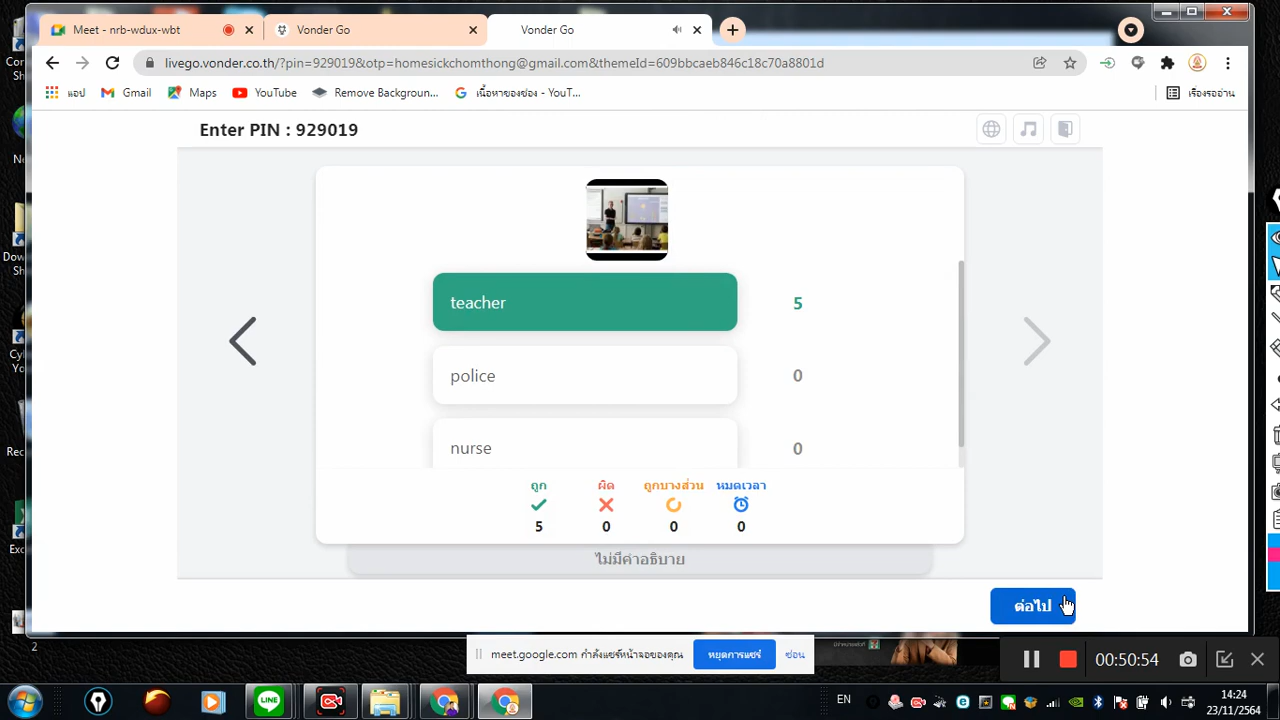 Meet - nrb-wdux-wbt
Vonder Go
Vonder Go
livego.vonder.co.th/?pin=929019&otp=homesickchomthing@gmail.com&themeId=609bbcaeb846c18c70a8801d
แอป
Gmail
Maps
YouTube
Remove Backgroun...
เนื้อหาของช่อง - YouT...
เรื่องรออ่าน
Enter PIN : 929019
teacher
5
police
0
nurse
0
ถูก
ผิด
ถูกบางส่วน
หมดเวลา
5
0
0
0
ไม่มีคำอธิบาย
ต่อไป
2
meet.google.com กำลังแชร์หน้าจอของคุณ
หยุดการแชร์
ซ่อน
00:50:54
LINE
EN
14:24
23/11/2564